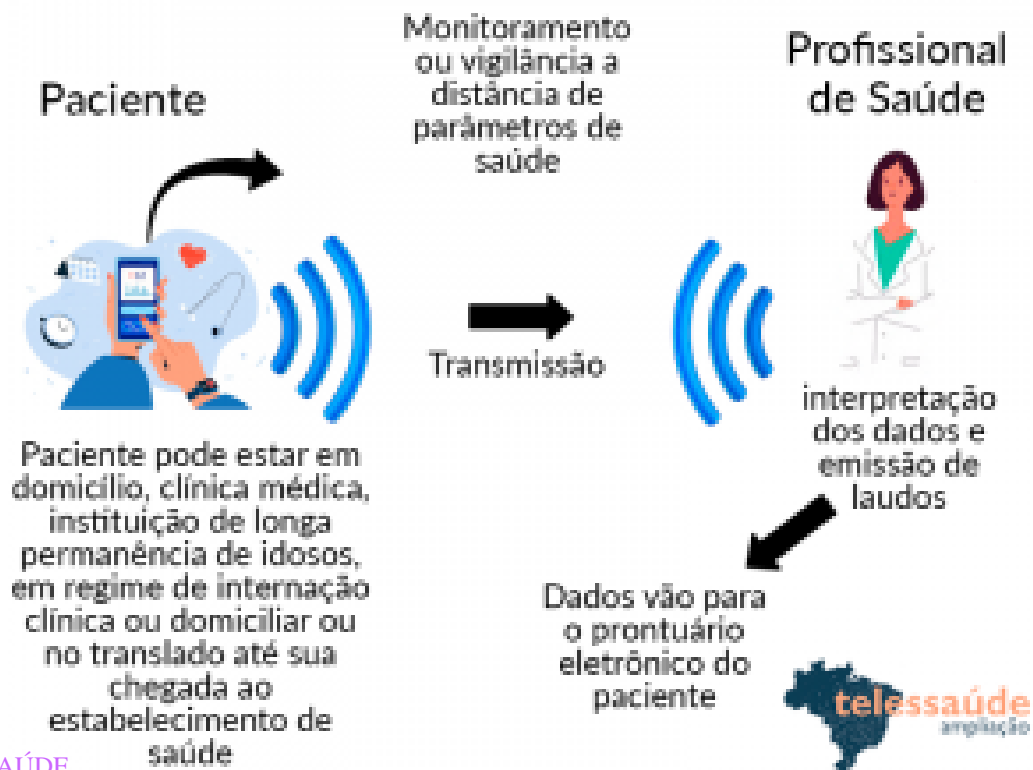 Paciente
Monitoramento
ou vigilância a
distância de
parâmetros de
saúde
Profissional
de Saúde
Transmissão
Paciente pode estar em
domicílio, clínica médica,
instituição de longa
permanência de idosos,
em regime de internação
clínica ou domiciliar ou
no translado até sua
chegada ao
estabelecimento de
saúde
interpretação
dos dados e
emissão de
laudos
Dados vão para
o prontuário
eletrônico do
paciente
telessaúde
ampliação
AÚDE